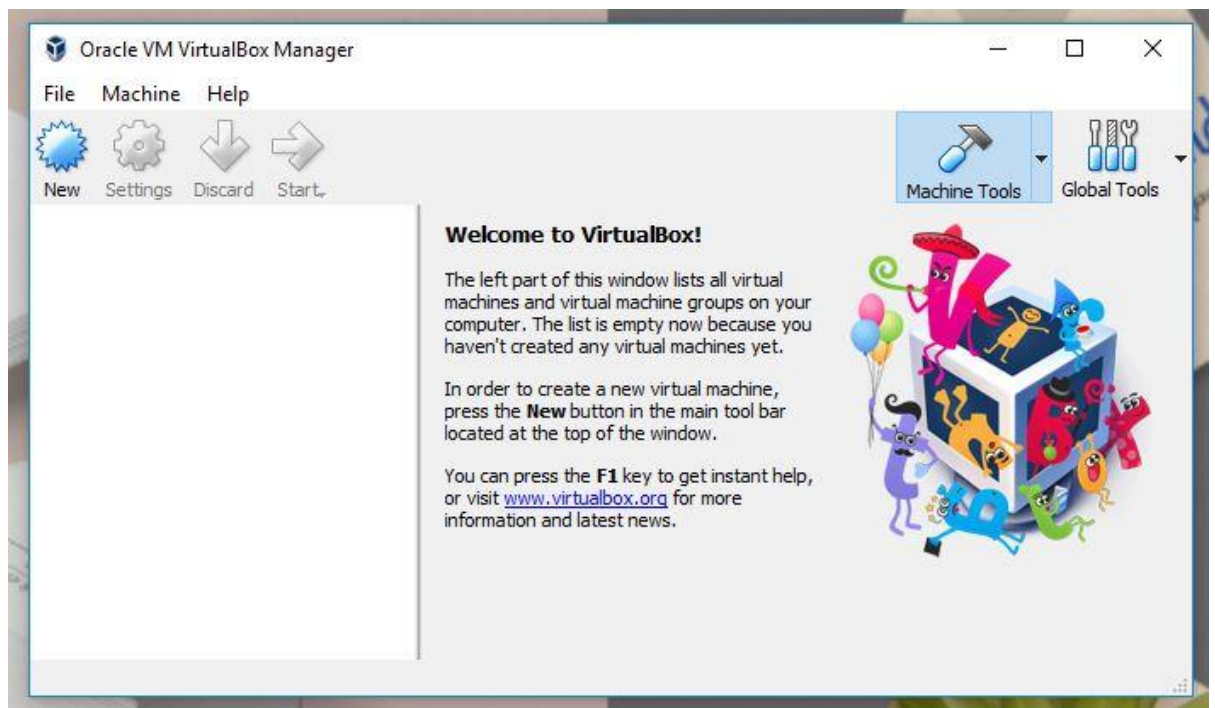 Oracle VM VirtualBox Manager
File Machine Help
New Settings Discard Start
Machine Tools Global Tools
Welcome to VirtualBox!
The left part of this window lists all virtual
machines and virtual machine groups on your
computer. The list is empty now because you
haven't created any virtual machines yet.
In order to create a new virtual machine,
press the New button in the main tool bar
located at the top of the window.
You can press the F1 key to get instant help,
or visit www.virtualbox.org for more
information and latest news.